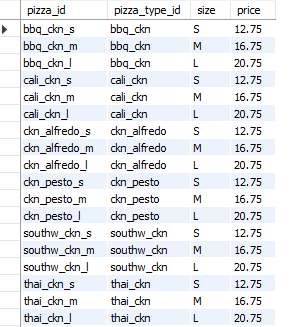 pizza_id pizza_type_id size price
bbq_ckn_s bbq_ckn S 12.75
bbq_ckn_m bbq_ckn M 16.75
bbq_ckn_l bbq_ckn L 20.75
cali_ckn_s cali_ckn S 12.75
cali_ckn_m cali_ckn M 16.75
cali_ckn_l cali_ckn L 20.75
ckn_alfredo_s ckn_alfredo S 12.75
ckn_alfredo_m ckn_alfredo M 16.75
ckn_alfredo_l ckn_alfredo L 20.75
ckn_pesto_s ckn_pesto S 12.75
ckn_pesto_m ckn_pesto M 16.75
ckn_pesto_l ckn_pesto L 20.75
southw_ckn_s southw_ckn S 12.75
southw_ckn_m southw_ckn M 16.75
southw_ckn_l southw_ckn L 20.75
thai_ckn_s thai_ckn S 12.75
thai_ckn_m thai_ckn M 16.75
thai_ckn_l thai_ckn L 20.75